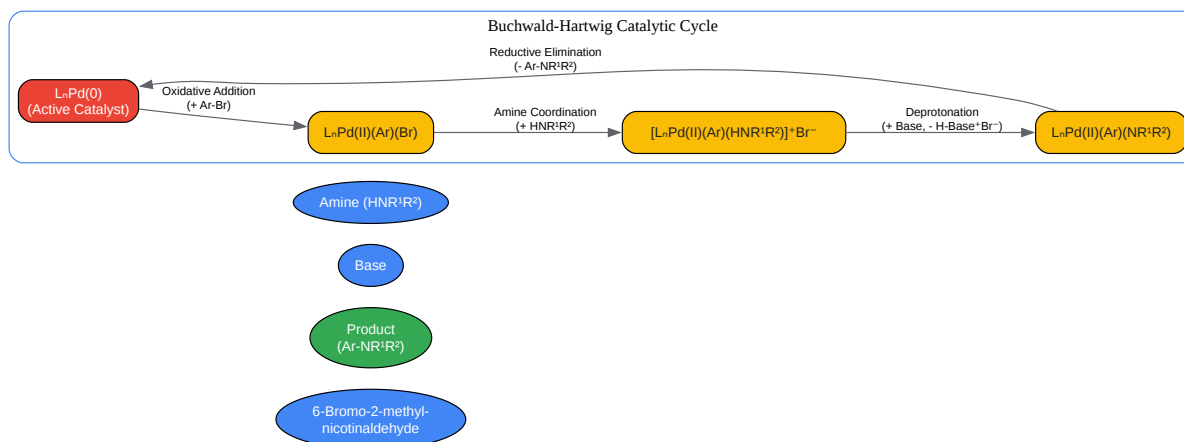 Buchwald-Hartwig Catalytic Cycle
Reductive Elimination
(- Ar-NR¹R²)
LₙPd(0)
(Active Catalyst)
Oxidative Addition
(+ Ar-Br)
LₙPd(II)(Ar)(Br)
Amine Coordination
(+ HNR¹R²)
[LₙPd(II)(Ar)(HNR¹R²)]⁺Br⁻
Deprotonation
(+ Base, - H-Base⁺Br⁻)
LₙPd(II)(Ar)(NR¹R²)
Amine (HNR¹R²)
Base
Product
(Ar-NR¹R²)
6-Bromo-2-methyl-
nicotinaldehyde